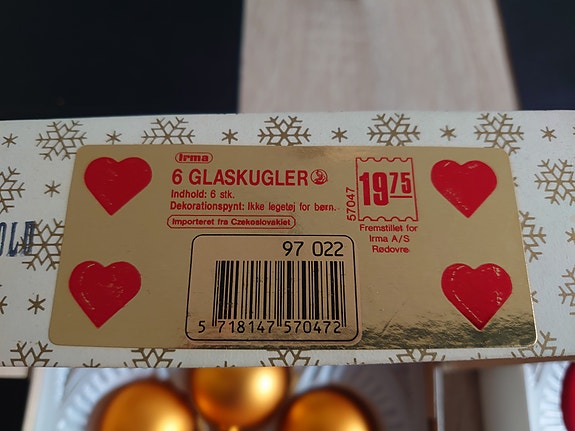 Irma
6 GLASKUGLER
Indhold: 6 stk.
Dekorationspynt: Ikke legetøj for børn.
Importeret fra Czekoslovakiet
57047
1975
Fremstillet for
Irma A/S
Rødovre
97 022
5 718147 570472
OLD